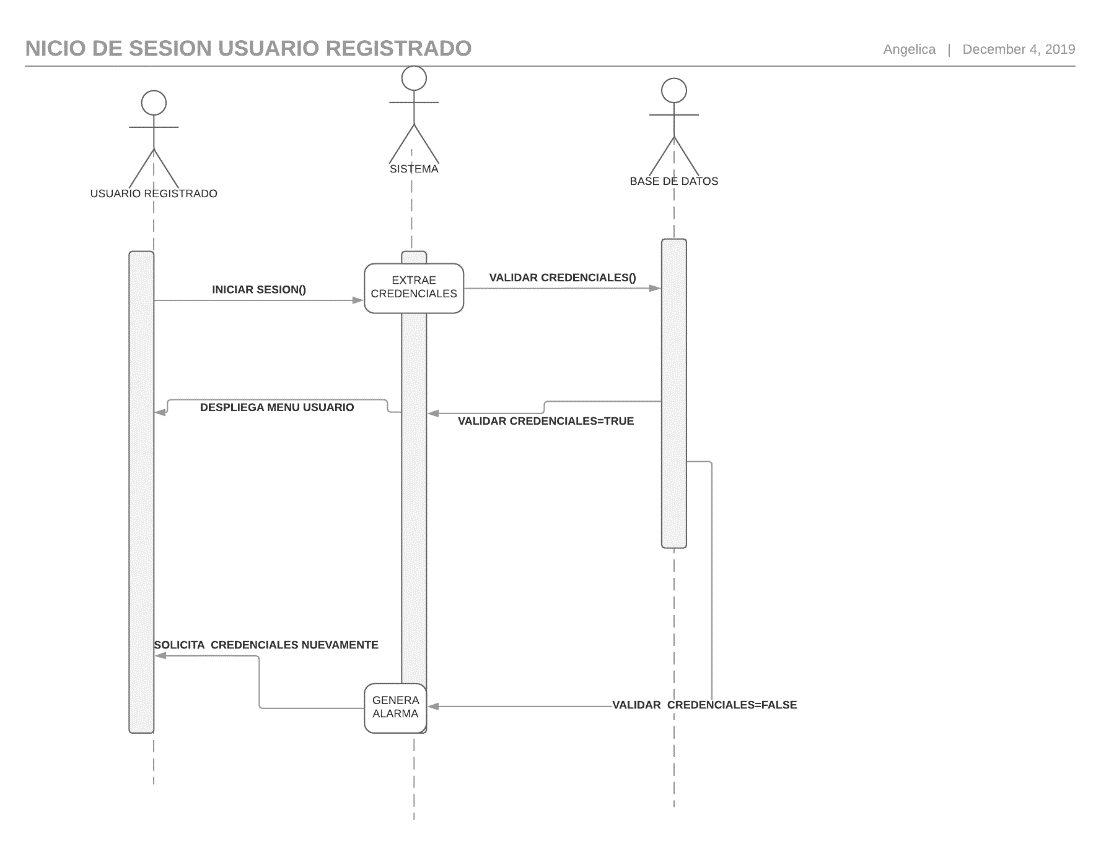 NICIO DE SESION USUARIO REGISTRADO
Angelica | December 4, 2019
SISTEMA
BASE DE DATOS
USUARIO REGISTRADO
EXTRAE
CREDENCIALES
VALIDAR CREDENCIALES()
INICIAR SESION()
DESPLIEGA MENU USUARIO
VALIDAR CREDENCIALES=TRUE
SOLICITA CREDENCIALES NUEVAMENTE
GENERA
ALARMA
VALIDAR CREDENCIALES=FALSE